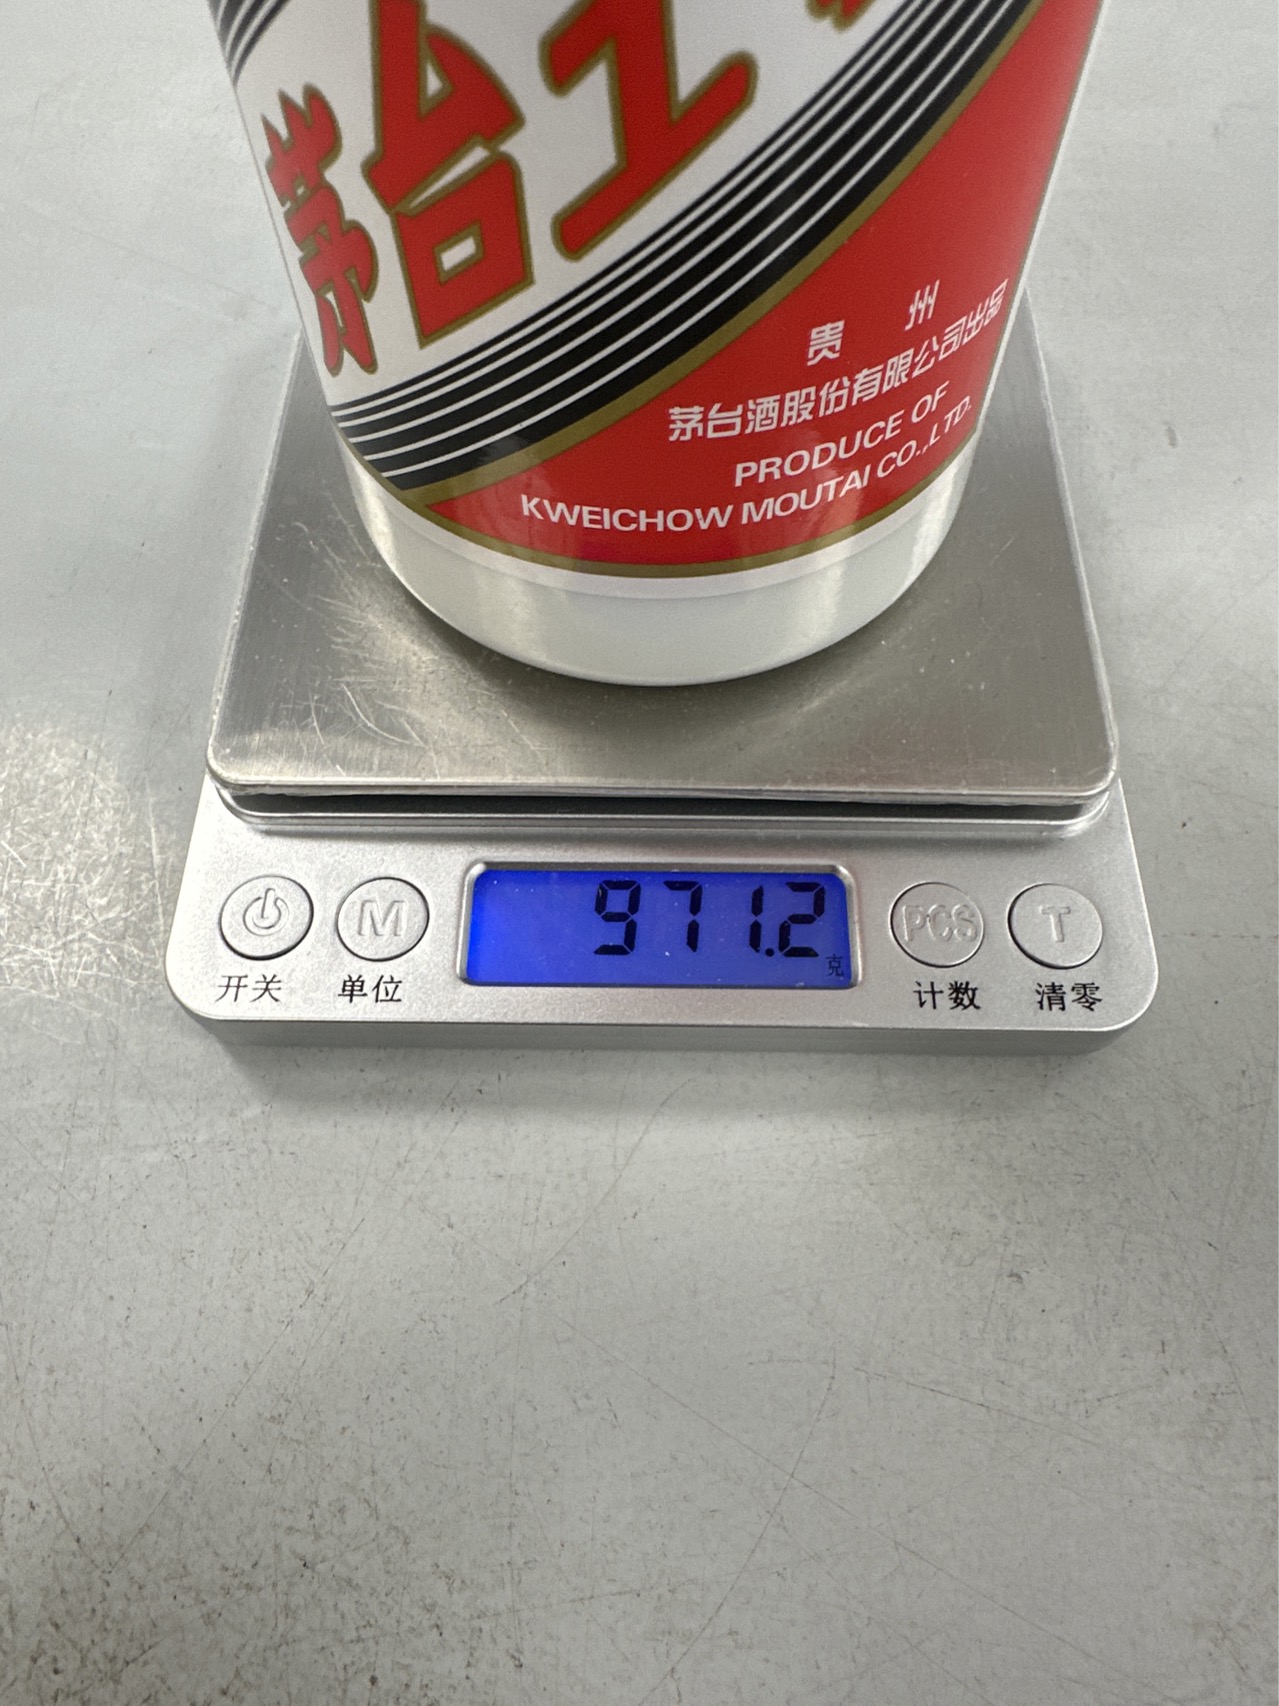 茅台
贵州
茅台酒股份有限公司出品
PRODUCE OF
KWEICHOW MOUTAI CO.,LTD.
971.2
克
M
PCS
T
开关
单位
计数
清零